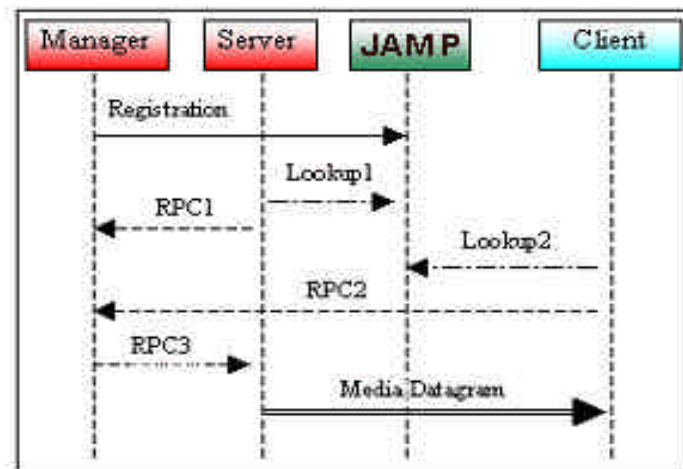 Manager Server JAMP Client
Registration
Lookup1
RPC1
Lookup2
RPC2
RPC3
Media Datagram